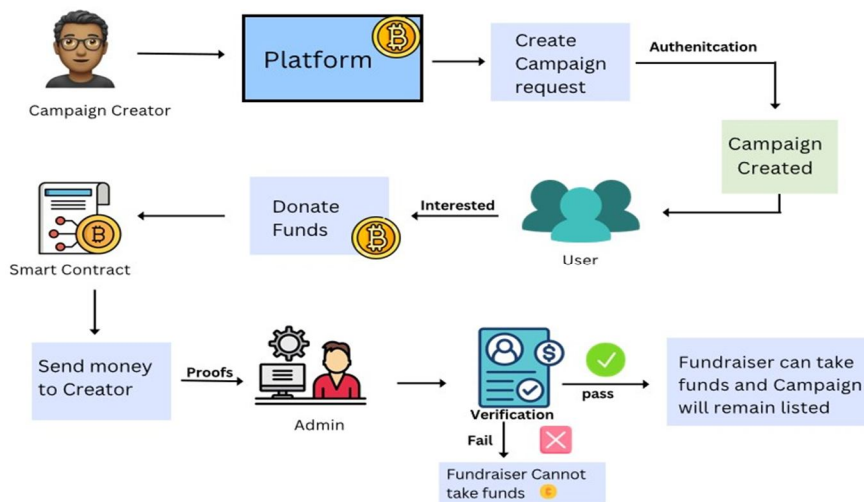 Platform
Create
Campaign
request
Authenitcation
Campaign Creator
Campaign
Created
Donate
Funds
Interested
User
Smart Contract
Send money
to Creator
Proofs
Admin
Verification
pass
Fundraiser can take
funds and Campaign
will remain listed
Fail
Fundraiser Cannot
take funds